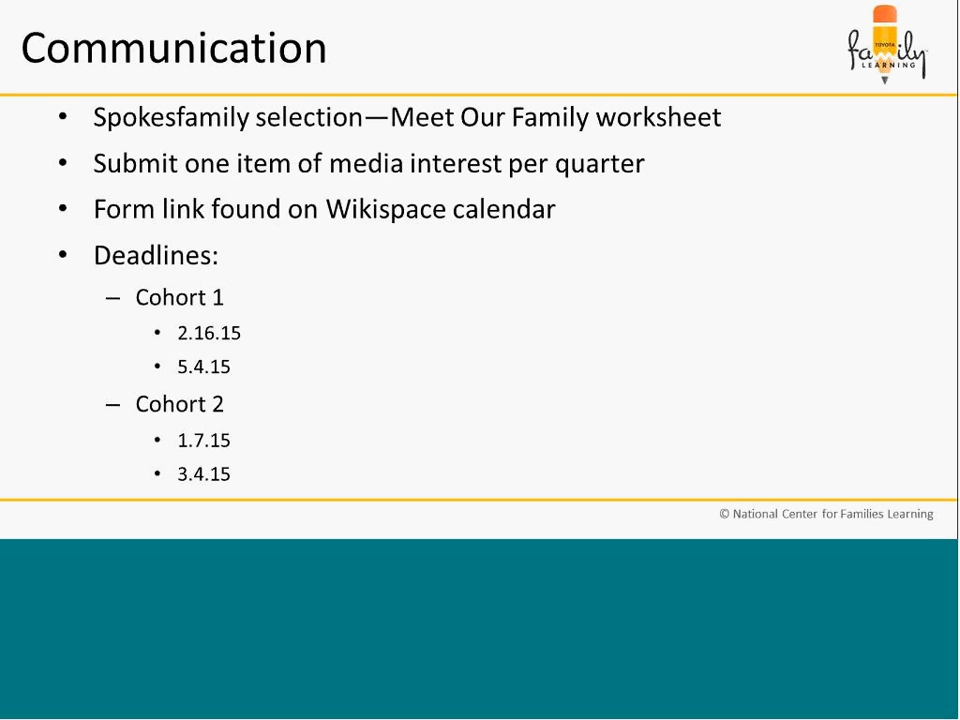 Communication
TOYOTA
family
LEARNING
• Spokesfamily selection—Meet Our Family worksheet
• Submit one item of media interest per quarter
• Form link found on Wikispace calendar
• Deadlines:
– Cohort 1
• 2.16.15
• 5.4.15
– Cohort 2
• 1.7.15
• 3.4.15
© National Center for Families Learning